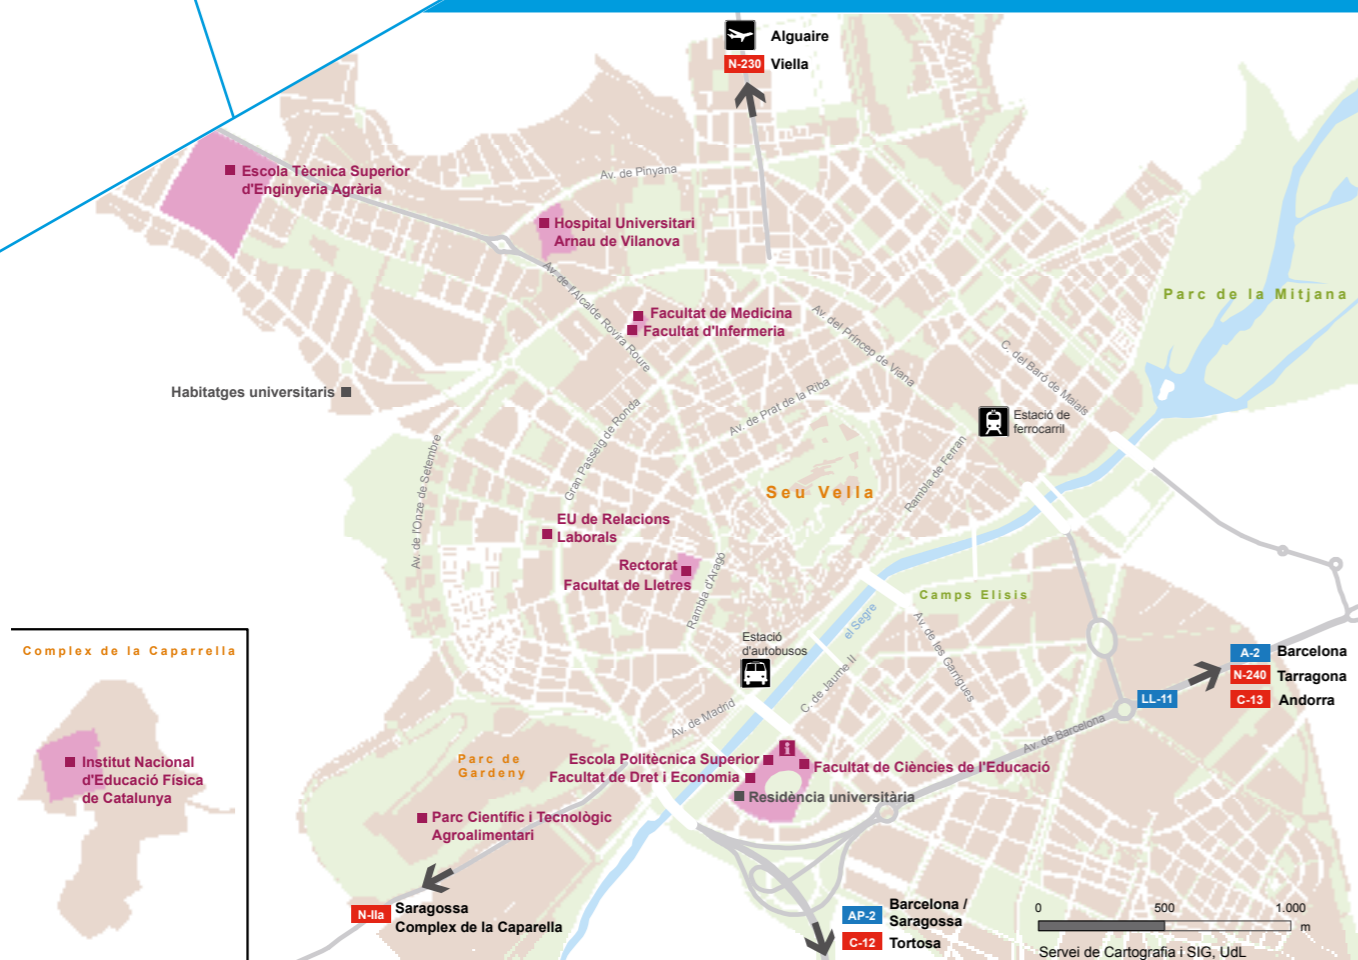 Alguaire
N-230 Viella
Escola Tècnica Superior
d'Enginyeria Agrària
Av. de Pinyana
Hospital Universitari
Arnau de Vilanova
Av. de l'Alcalde Rovira Roure
Parc de la Mitjana
Facultat de Medicina
Facultat d'Infermeria
Av. del Príncep de Viana
C. del Baró de Maials
Habitatges universitaris
Av. de Prat de la Riba
Gran Passeig de Ronda
Estació de
ferrocarril
Av. de l'Onze de Setembre
Rambla de Ferran
Seu Vella
EU de Relacions
Laborals
Rectorat
Facultat de Lletres
Rambla d'Aragó
Camps Elisis
el Segre
Av. de les Garrigues
Estació
d'autobusos
C. de Jaume II
Av. de Madrid
A-2 Barcelona
N-240 Tarragona
C-13 Andorra
LL-11
Av. de Barcelona
Complex de la Caparrella
Institut Nacional
d'Educació Física
de Catalunya
Parc de
Gardeny
Escola Politècnica Superior
Facultat de Dret i Economia
i
Facultat de Ciències de l'Educació
Residència universitària
Parc Científic i Tecnològic
Agroalimentari
N-IIa Saragossa
Complex de la Caparella
AP-2 Barcelona /
Saragossa
C-12 Tortosa
0 500 1.000
m
Servei de Cartografia i SIG, UdL